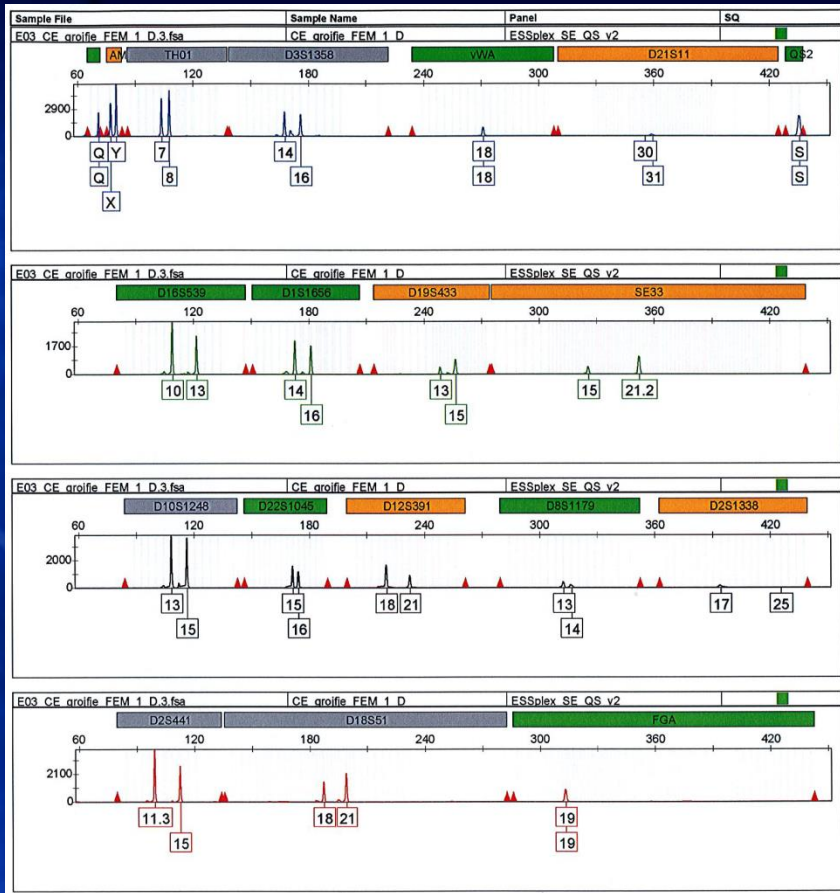 Sample File Sample Name Panel SQ
E03_CE_groifie_FEM_1_D.3.fsa CE_groifie_FEM_1_D ESSplex_SE_QS_v2
AM TH01 D3S1358 vWA D21S11 QS2
60 120 180 240 300 360 420
2900
0
Q Y 7 14 18 30 S
Q 8 16 18 31 S
X
E03_CE_groifie_FEM_1_D.3.fsa CE_groifie_FEM_1_D ESSplex_SE_QS_v2
D16S539 D1S1656 D19S433 SE33
60 120 180 240 300 360 420
1700
0
10 13 14 13 15 21.2
16 15
E03_CE_groifie_FEM_1_D.3.fsa CE_groifie_FEM_1_D ESSplex_SE_QS_v2
D10S1248 D22S1045 D12S391 D8S1179 D2S1338
60 120 180 240 300 360 420
2000
0
13 15 18 21 13 17 25
15 16 14
E03_CE_groifie_FEM_1_D.3.fsa CE_groifie_FEM_1_D ESSplex_SE_QS_v2
D2S441 D18S51 FGA
60 120 180 240 300 360 420
2100
0
11.3 18 21 19
15 19